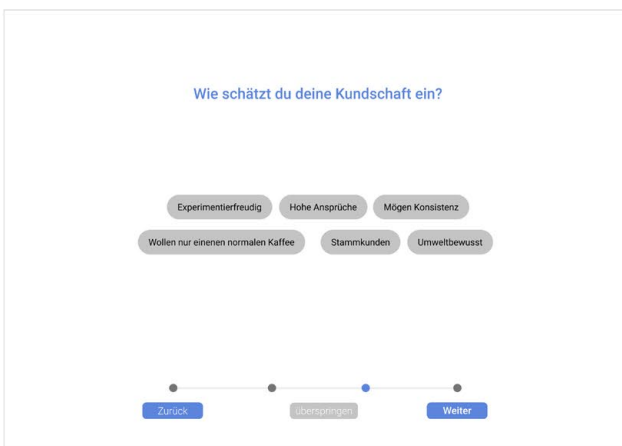 Wie schätzt du deine Kundschaft ein?
Experimentierfreudig Hohe Ansprüche Mögen Konsistenz
Wollen nur einenen normalen Kaffee Stammkunden Umweltbewusst
Zurück überspringen Weiter